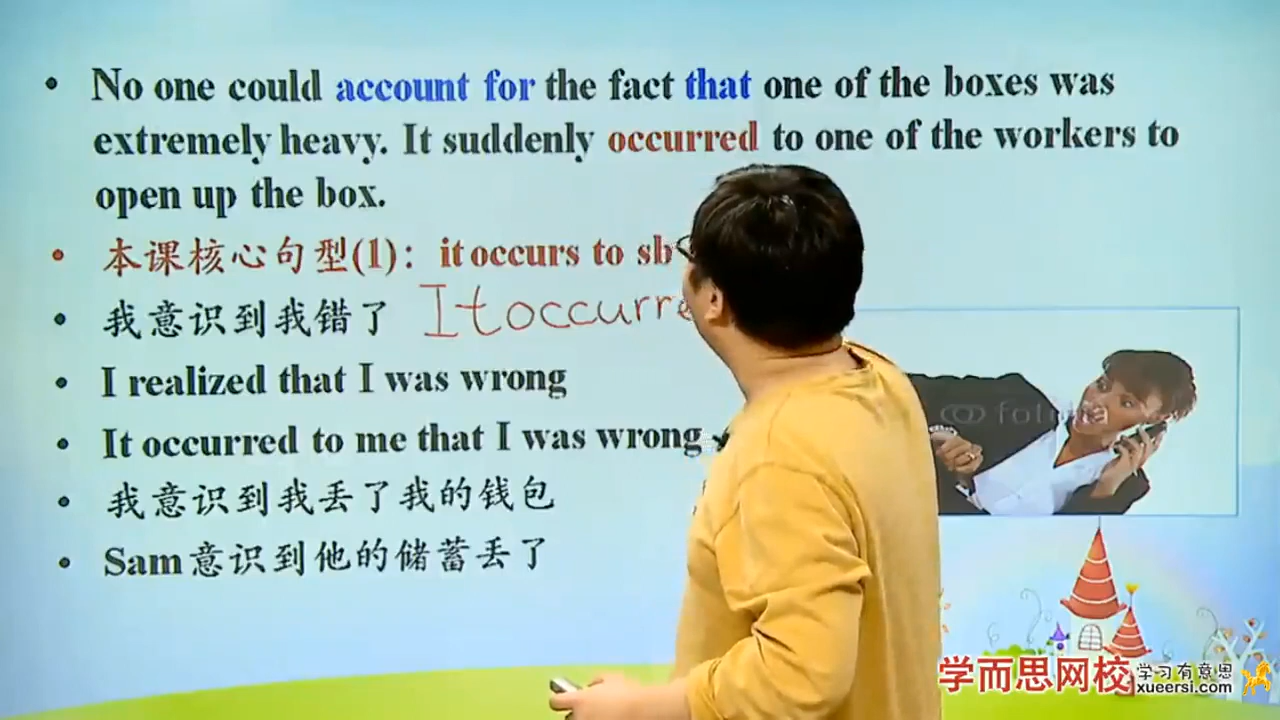 • No one could account for the fact that one of the boxes was
extremely heavy. It suddenly occurred to one of the workers to
open up the box.
• 本课核心句型(1)：it occurs to sb
• 我意识到我错了 It occurre
• I realized that I was wrong
• It occurred to me that I was wrong
• 我意识到我丢了我的钱包
• Sam意识到他的储蓄丢了
学而思网校 学习有意思
xueersi.com